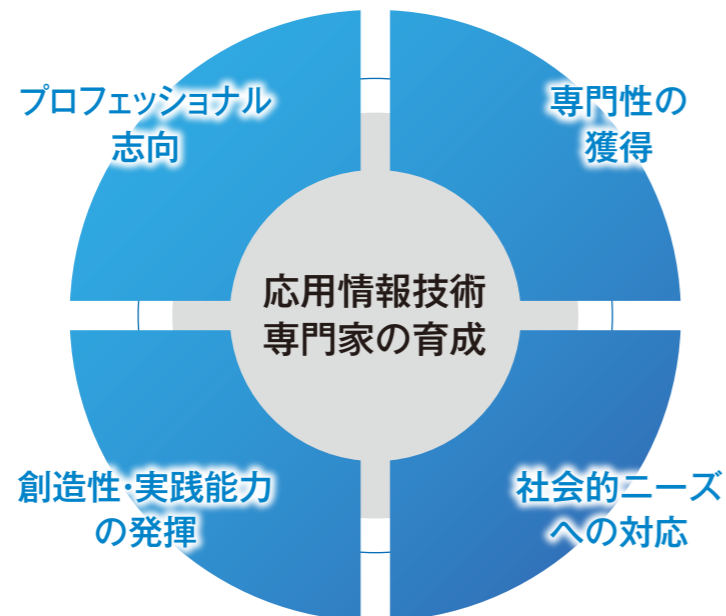 プロフェッショナル
志向
専門性の
獲得
応用情報技術
専門家の育成
創造性・実践能力
の発揮
社会的ニーズ
への対応